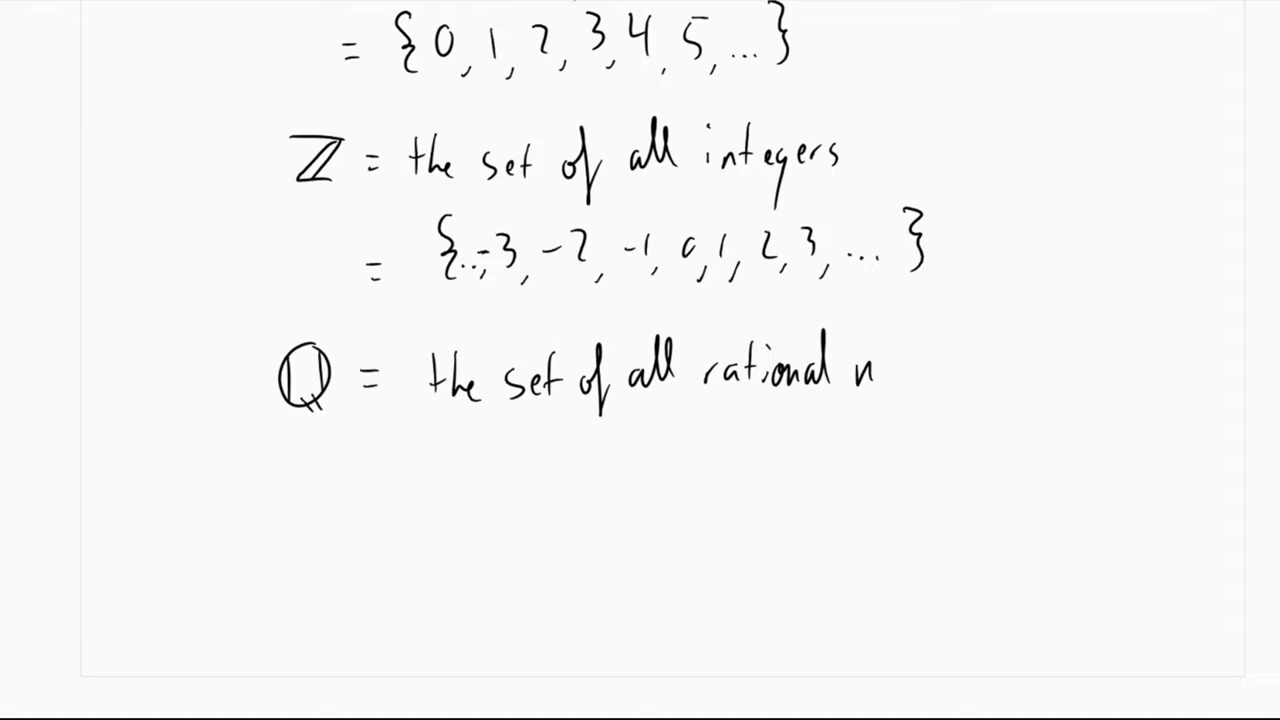 = {0, 1, 2, 3, 4, 5, ...}
ℤ = the set of all integers
= {..., -3, -2, -1, 0, 1, 2, 3, ...}
ℚ = the set of all rational n